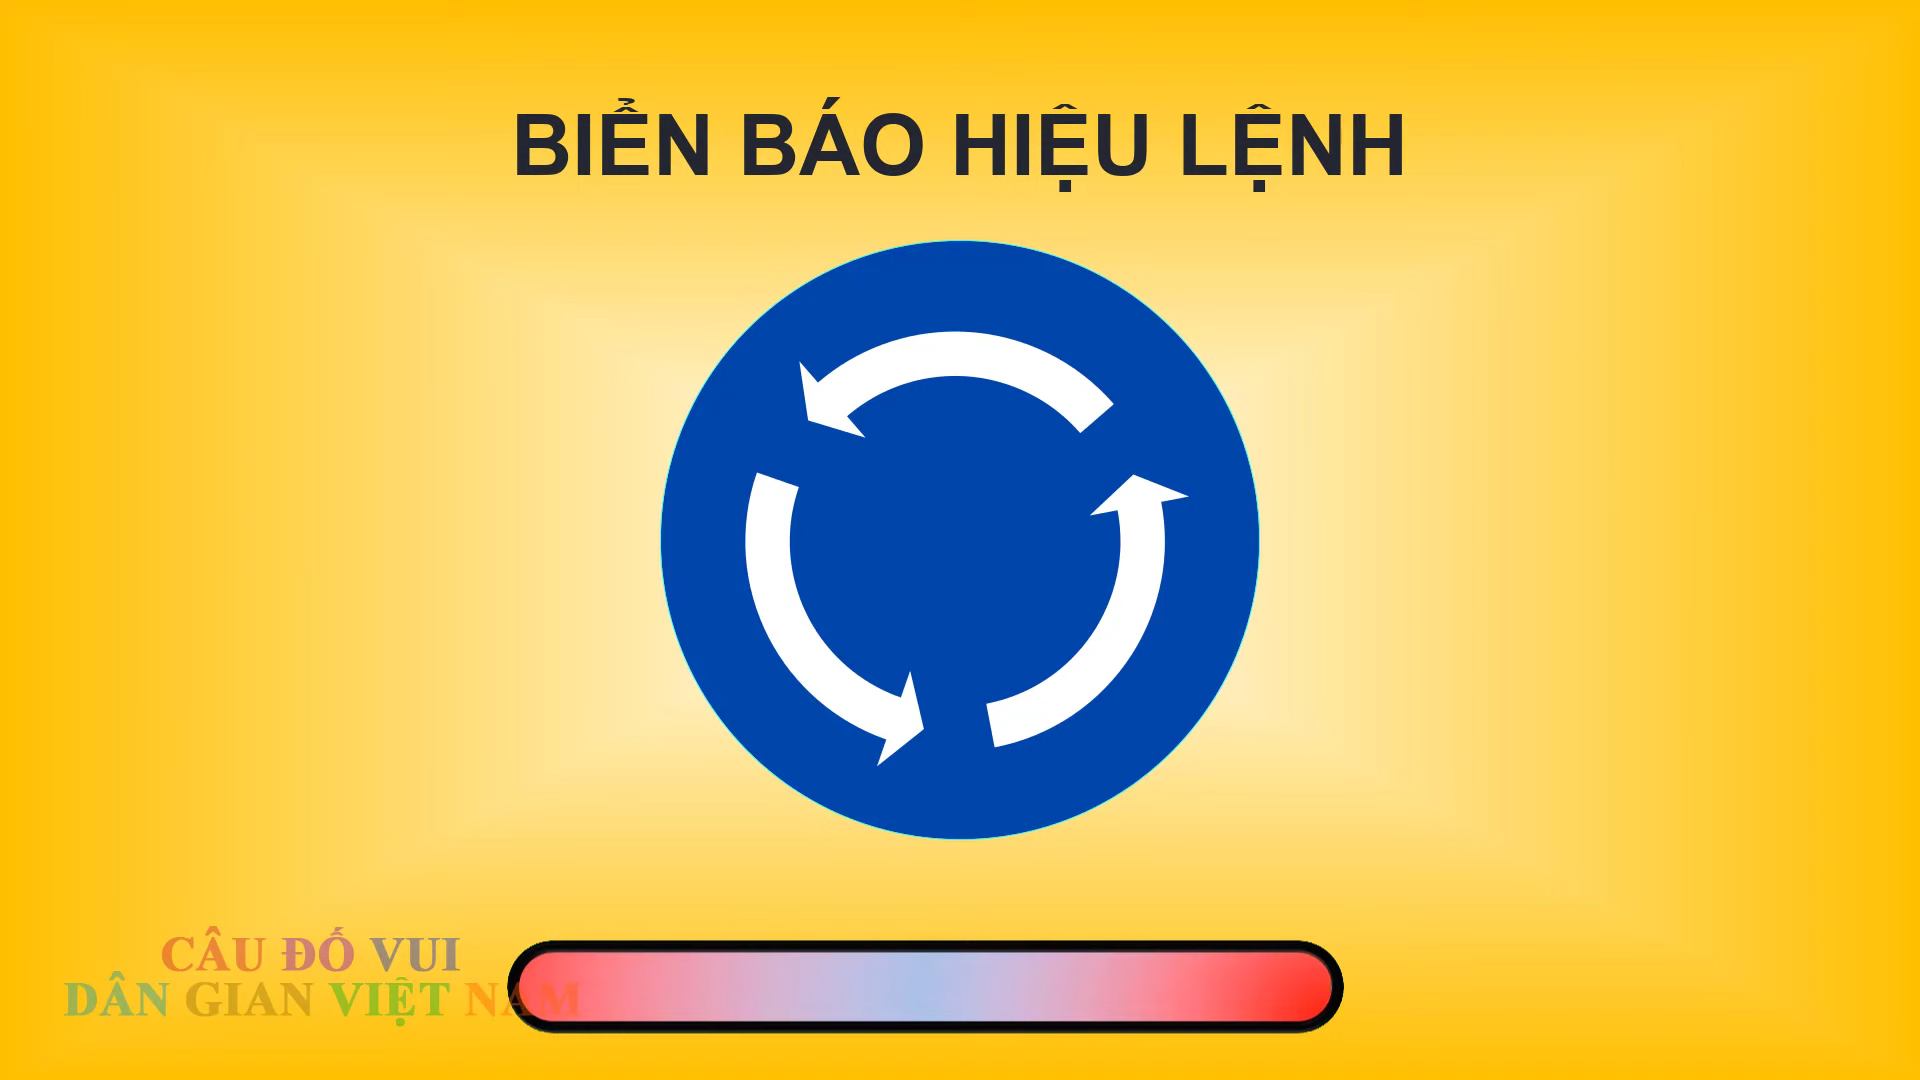 BIỂN BÁO HIỆU LỆNH
CÂU ĐỐ VUI
DÂN GIAN VIỆT NAM